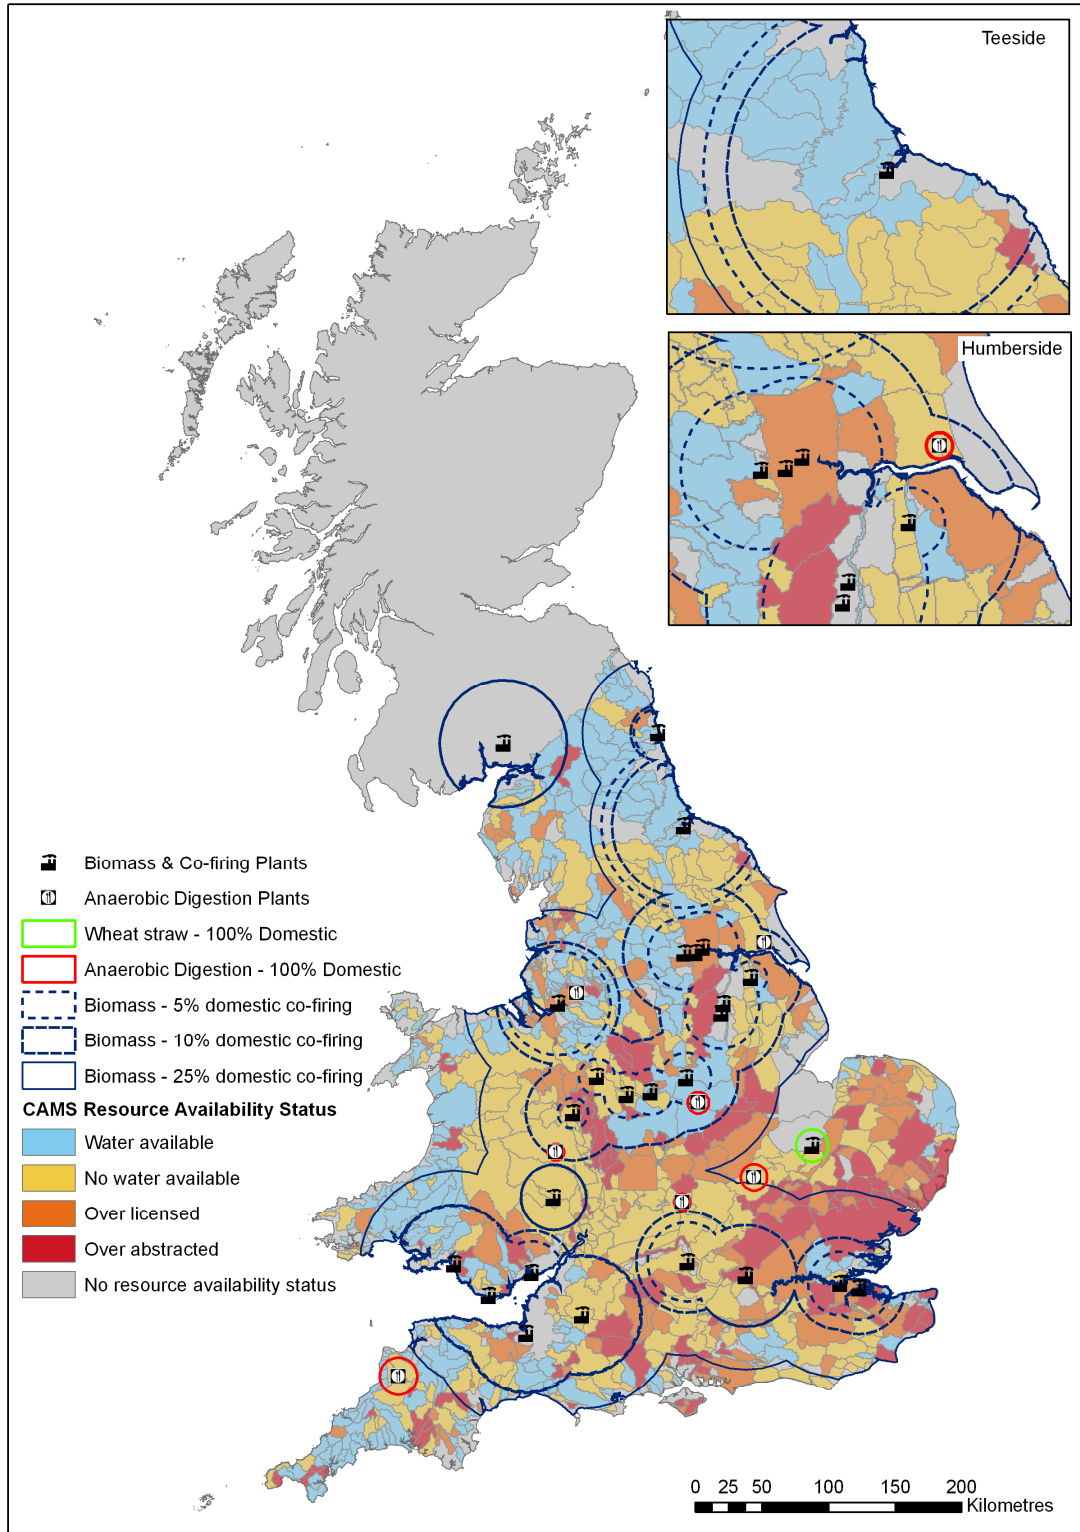 Teeside
Humberside
Biomass & Co-firing Plants
Anaerobic Digestion Plants
Wheat straw - 100% Domestic
Anaerobic Digestion - 100% Domestic
Biomass - 5% domestic co-firing
Biomass - 10% domestic co-firing
Biomass - 25% domestic co-firing
CAMS Resource Availability Status
Water available
No water available
Over licensed
Over abstracted
No resource availability status
0 25 50 100 150 200
Kilometres